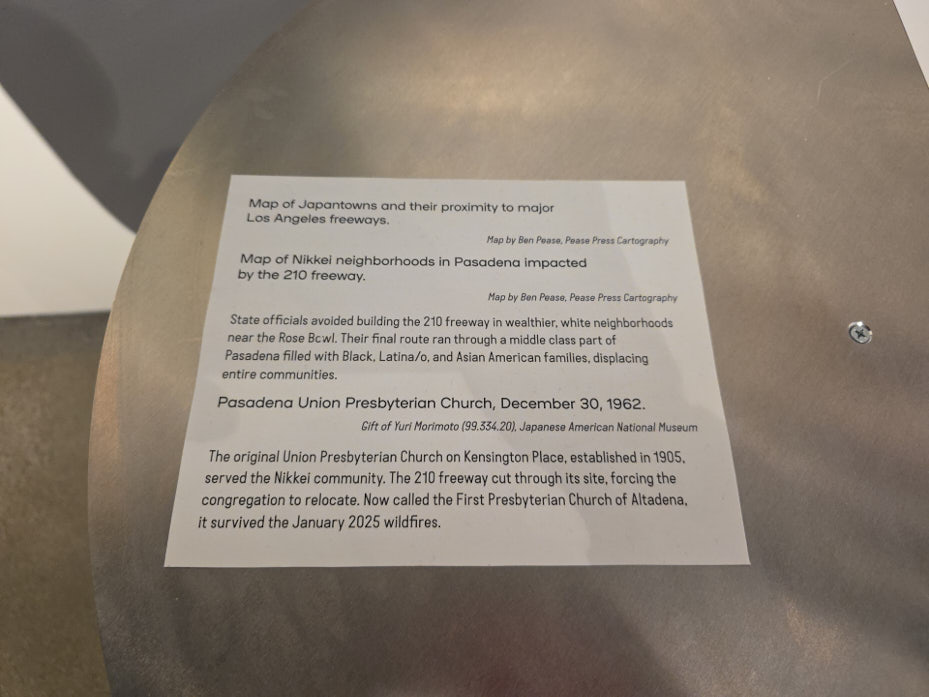 Map of Japantowns and their proximity to major
Los Angeles freeways.
Map by Ben Pease, Pease Press Cartography
Map of Nikkei neighborhoods in Pasadena impacted
by the 210 freeway.
Map by Ben Pease, Pease Press Cartography
State officials avoided building the 210 freeway in wealthier, white neighborhoods
near the Rose Bowl. Their final route ran through a middle class part of
Pasadena filled with Black, Latina/o, and Asian American families, displacing
entire communities.
Pasadena Union Presbyterian Church, December 30, 1962.
Gift of Yuri Morimoto (99.334.20), Japanese American National Museum
The original Union Presbyterian Church on Kensington Place, established in 1905,
served the Nikkei community. The 210 freeway cut through its site, forcing the
congregation to relocate. Now called the First Presbyterian Church of Altadena,
it survived the January 2025 wildfires.